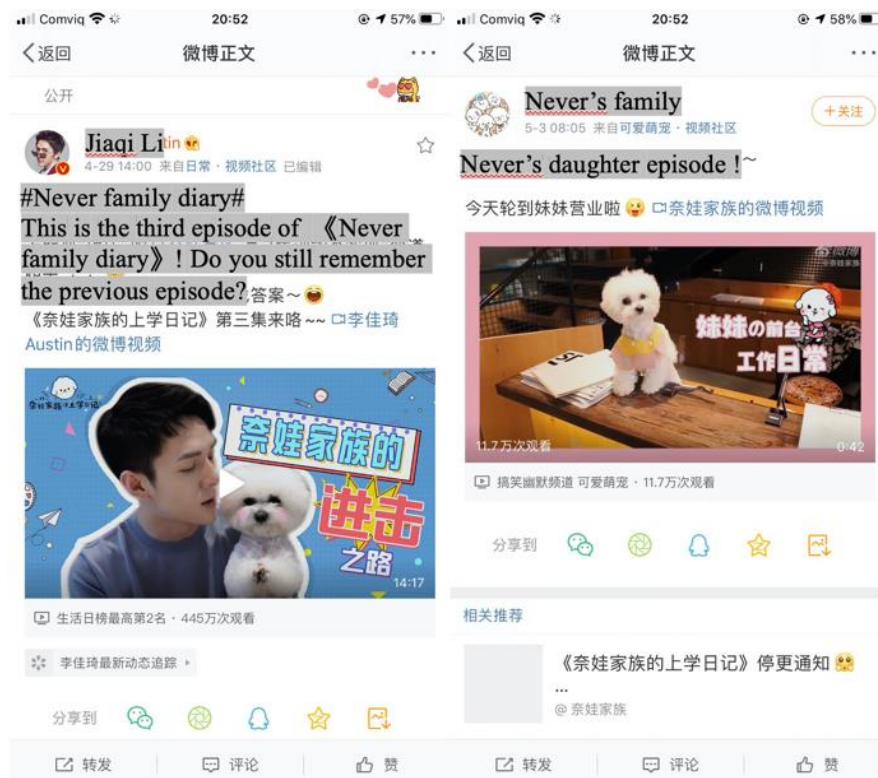 Comviq
20:52
57%
返回
微博正文
公开
Jiaqi Litin
4-29 14:00 来自日常·视频社区 已编辑
#Never family diary#
This is the third episode of 《Never
family diary》! Do you still remember
the previous episode?,答案~
《奈娃家族的上学日记》第三集来咯~~ 李佳琦
Austin的微博视频
奈娃家族的
进击
之路
14:17
生活日榜最高第2名·445万次观看
李佳琦最新动态追踪
分享到
转发
评论
赞
Comviq
20:52
58%
返回
微博正文
Never's family
5-3 08:05 来自可爱萌宠·视频社区
+关注
Never's daughter episode !~
今天轮到妹妹营业啦 奈娃家族的微博视频
妹妹の前台
工作日常
11.7万次观看
0:42
搞笑幽默频道 可爱萌宠·11.7万次观看
分享到
相关推荐
《奈娃家族的上学日记》停更通知
...
@奈娃家族
转发
评论
赞